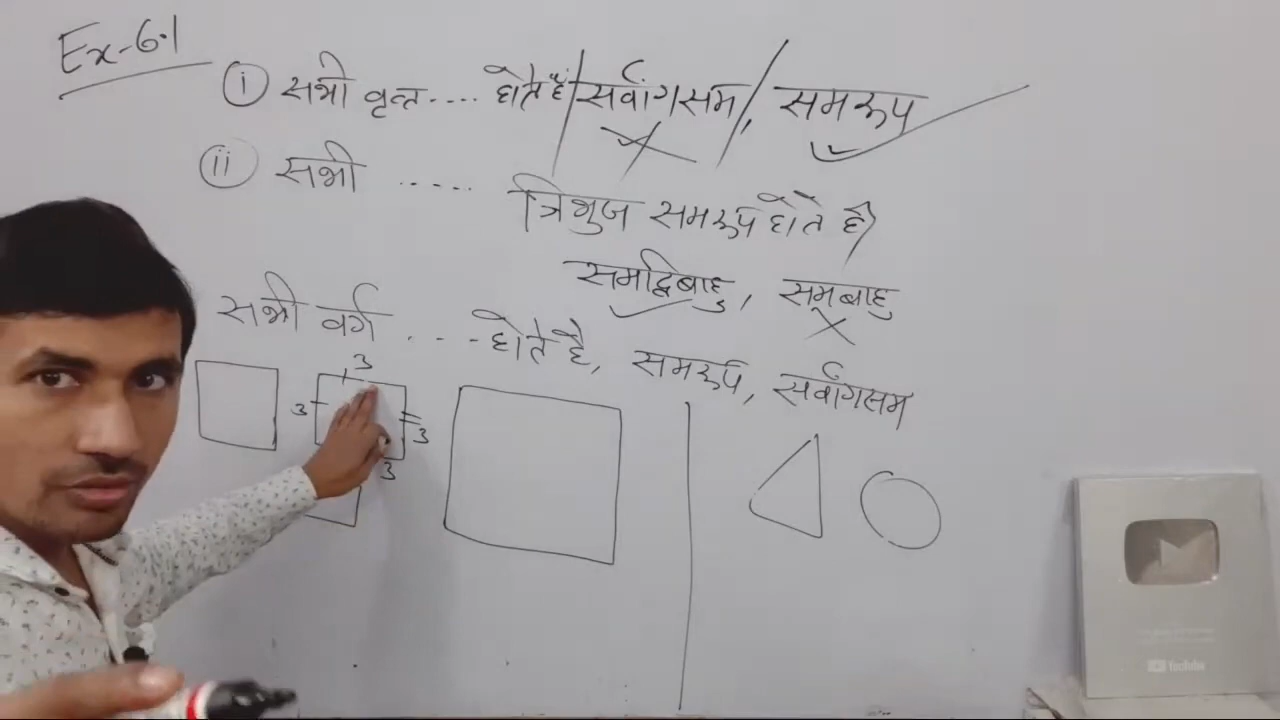 Ex-6.1
(i) सभी वृत्त.... होते हैं/सर्वांगसम/, समरूप
(ii) सभी ..... त्रिभुज समरूप होते है।
समद्विबाहु, समबाहु
सभी वर्ग ....होते है, समरूप, सर्वांगसम
3
3
3
3
YouTube